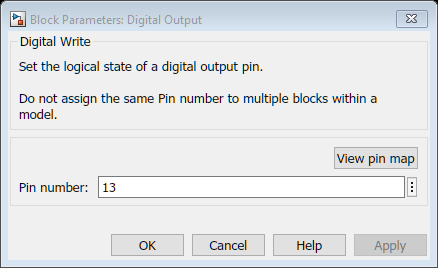 Block Parameters: Digital Output
Digital Write
Set the logical state of a digital output pin.
Do not assign the same Pin number to multiple blocks within a
model.
View pin map
Pin number: 13
OK Cancel Help Apply